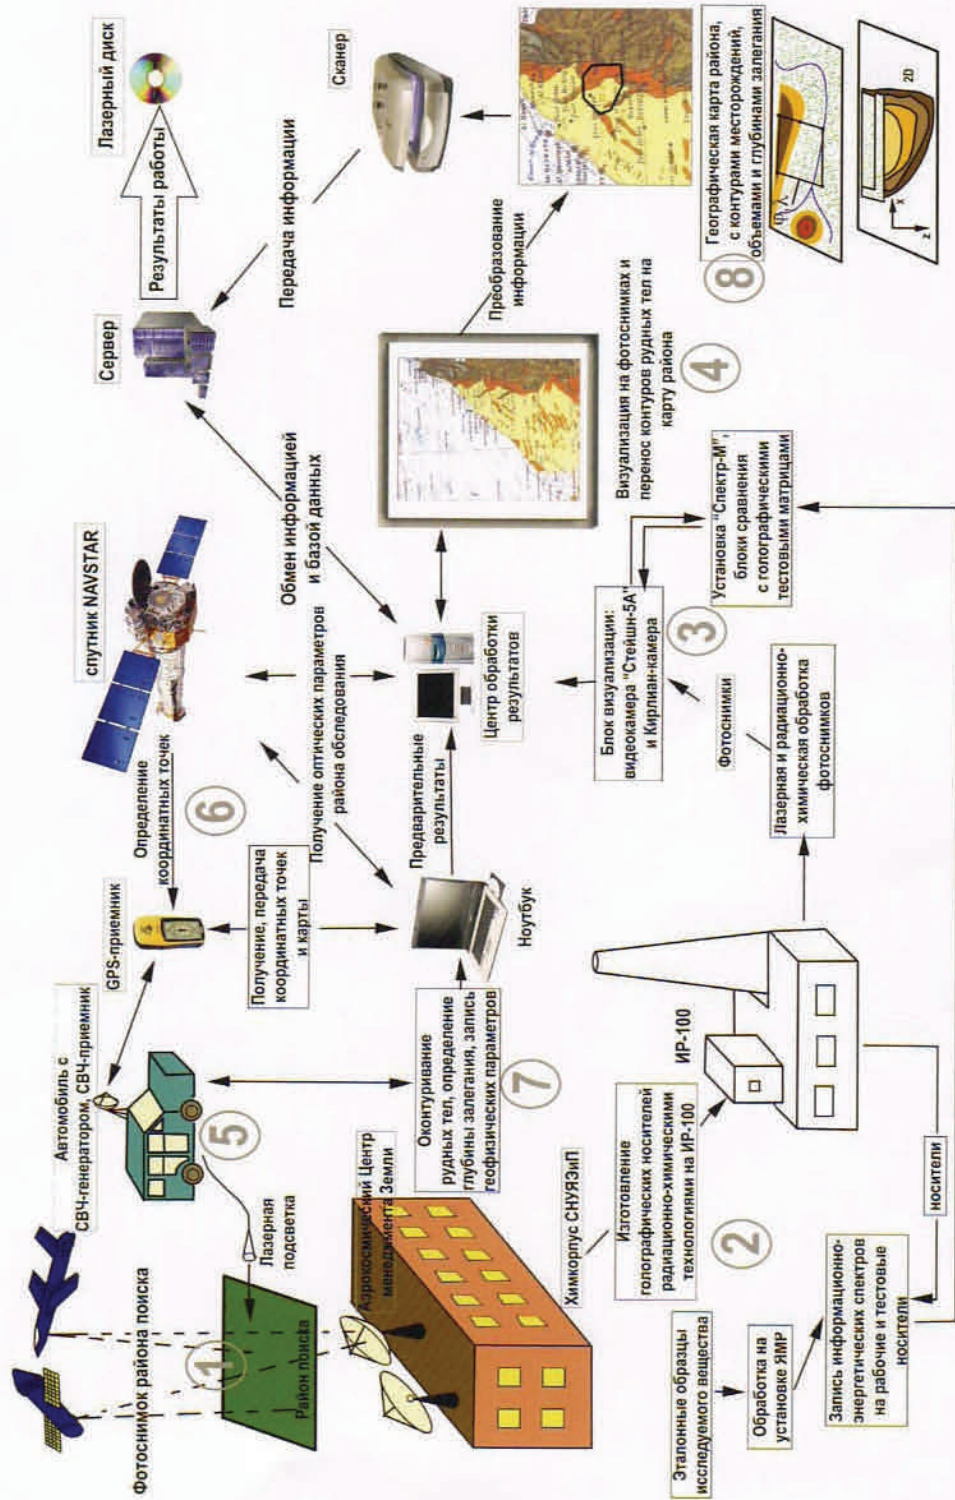 Фотоснимок района поиска
1
Район поиска
Автомобиль с
СВЧ-генератором, СВЧ-приемник
5
Лазерная
подсветка
GPS-приемник
Определение
координатных точек
6
спутник NAVSTAR
Сервер
Результаты работы
Лазерный диск
Передача информации
Сканер
Обмен информацией
и базой данных
Получение оптических параметров
района обследования
Получение, передача
координатных точек
и карты
Аэрокосмический Центр
менеджмента Земли
Оконтуривание
рудных тел, определение
глубины залегания, запись
геофизических параметров
7
Ноутбук
Предварительные
результаты
Центр обработки
результатов
Преобразование
информации
Химкорпус СНУЯЭиП
Изготовление
голографических носителей
радиационно-химическими
технологиями на ИР-100
2
ИР-100
Визуализация на фотоснимках и
перенос контуров рудных тел на
карту района
4
8
Географическая карта района,
с контурами месторождений,
объемами и глубинами залегания
φ, λ
2D
x
z
Блок визуализации:
видеокамера "Стейшн-5А"
и Кирлиан-камера
3
Установка "Спектр-М",
блоки сравнения
с голографическими
тестовыми матрицами
Фотоснимки
Лазерная и радиационно-
химическая обработка
фотосников
Эталонные образцы
исследуемого вещества
Обработка на
установке ЯМР
Запись информационно-
энергетических спектров
на рабочие и тестовые
носители
носители